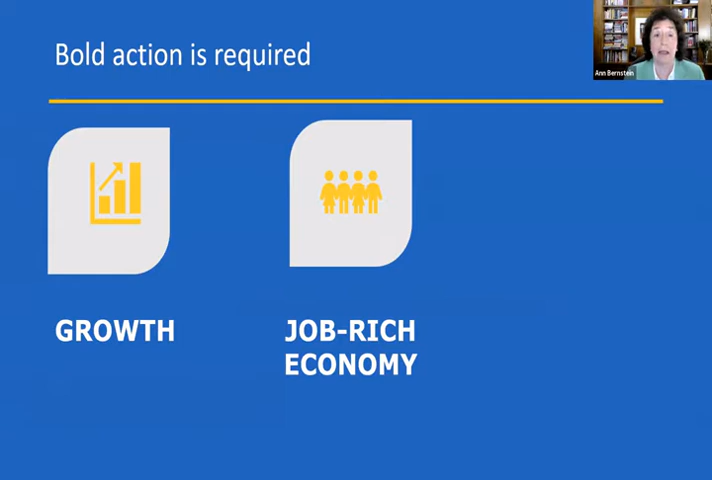 Bold action is required
Ann Bernstein
GROWTH
JOB-RICH
ECONOMY